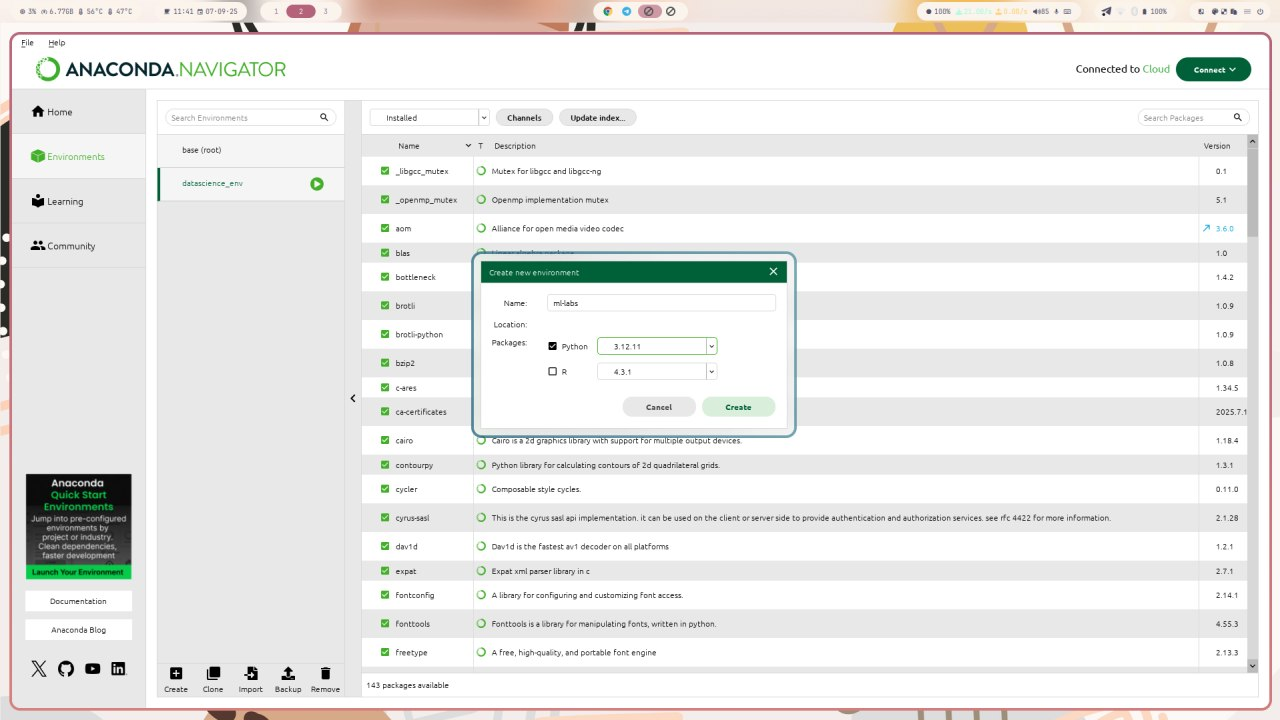 3% 6.77GB 56°C 47°C
11:41 07-09-25
1 2 3
100% 21.0B/s 0.0B/s 85
100%
File Help
ANACONDA.NAVIGATOR
Connected to Cloud
Connect
Home
Environments
Learning
Community
Anaconda
Quick Start
Environments
Jump into pre-configured
environments by
project or industry.
Clean dependencies,
faster development
Launch Your Environment
Documentation
Anaconda Blog
Search Environments
base (root)
datascience_env
Create Clone Import Backup Remove
Installed
Channels
Update index...
Search Packages
Name T Description Version
_libgcc_mutex Mutex for libgcc and libgcc-ng 0.1
_openmp_mutex Openmp implementation mutex 5.1
aom Alliance for open media video codec 3.6.0
blas Linear algebra package 1.0
bottleneck 1.4.2
brotli 1.0.9
brotli-python 1.0.9
bzip2 1.0.8
c-ares 1.34.5
ca-certificates 2025.7.1
cairo Cairo is a 2d graphics library with support for multiple output devices. 1.18.4
contourpy Python library for calculating contours of 2d quadrilateral grids. 1.3.1
cycler Composable style cycles. 0.11.0
cyrus-sasl This is the cyrus sasl api implementation. it can be used on the client or server side to provide authentication and authorization services. see rfc 4422 for more information. 2.1.28
dav1d Dav1d is the fastest av1 decoder on all platforms 1.2.1
expat Expat xml parser library in c 2.7.1
fontconfig A library for configuring and customizing font access. 2.14.1
fonttools Fonttools is a library for manipulating fonts, written in python. 4.55.3
freetype A free, high-quality, and portable font engine 2.13.3
143 packages available
Create new environment
Name: ml-labs
Location:
Packages: Python 3.12.11
R 4.3.1
Cancel
Create